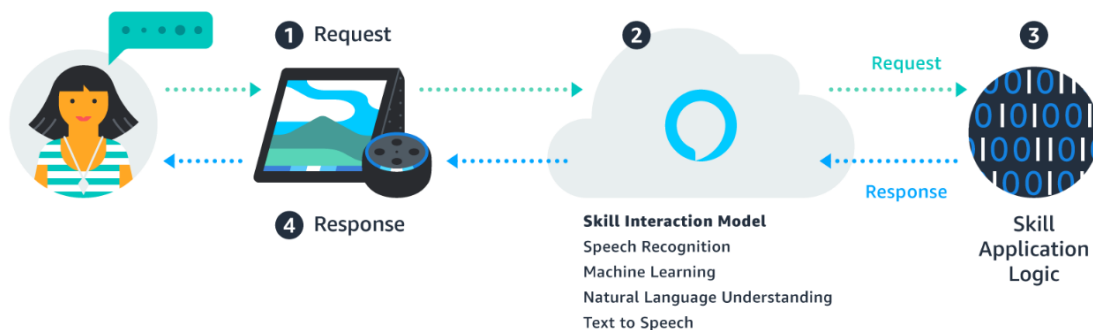 1 Request
2
3
Request
Response
4 Response
Skill Interaction Model
Speech Recognition
Machine Learning
Natural Language Understanding
Text to Speech
Skill
Application
Logic